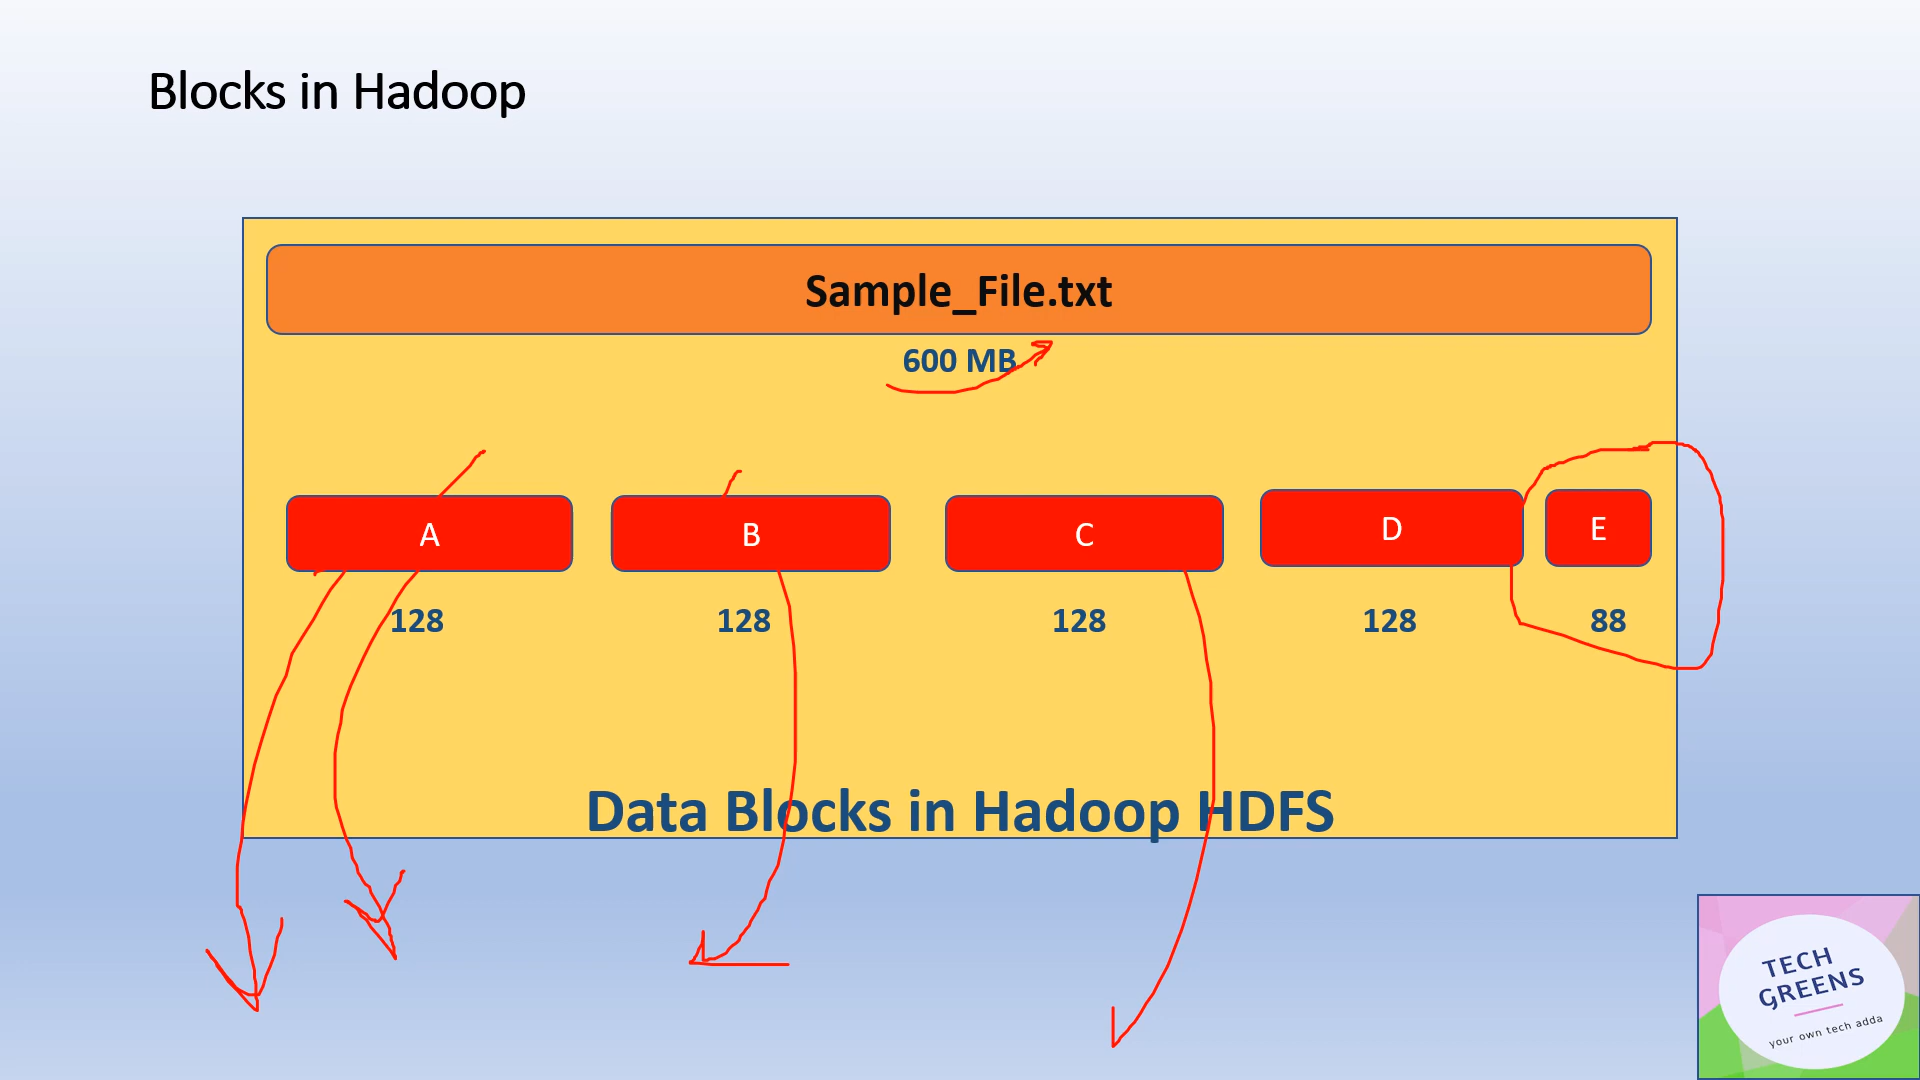 Blocks in Hadoop
Sample_File.txt
600 MB
A
B
C
D
E
128
128
128
128
88
Data Blocks in Hadoop HDFS
TECH
GREENS
your own tech adda